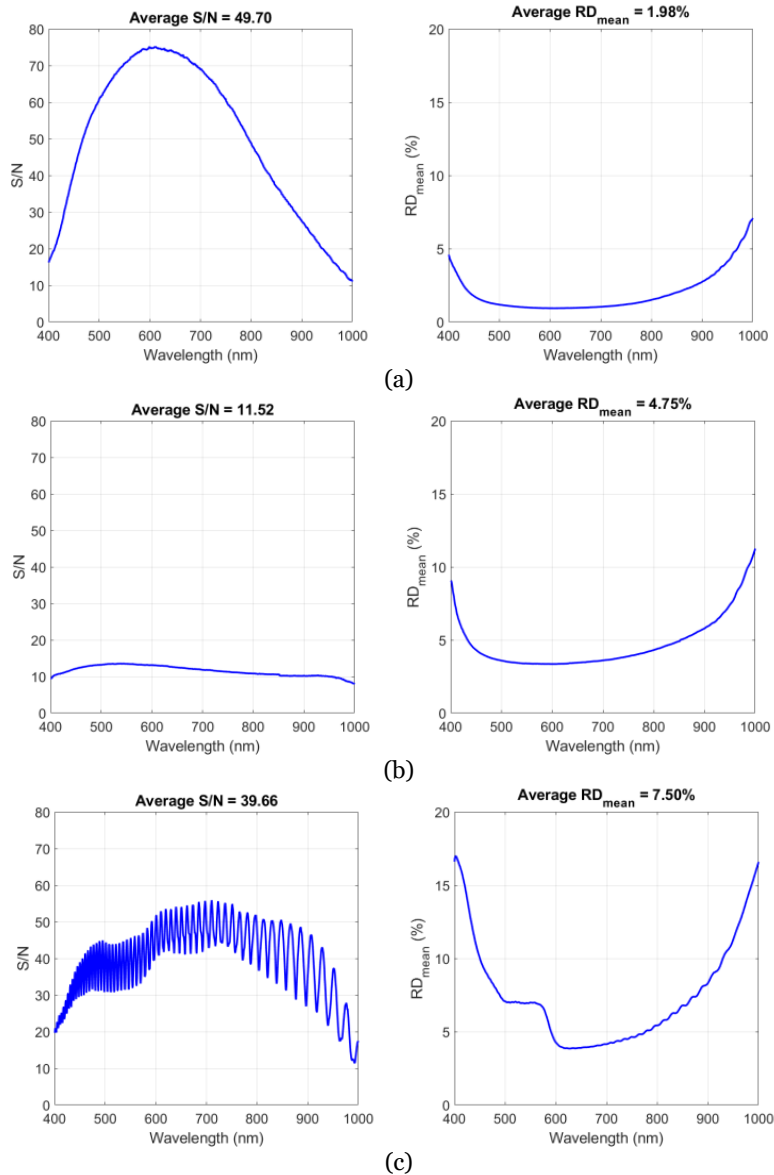 Average S/N = 49.70
80
70
60
50
40
30
20
10
0
S/N
400 500 600 700 800 900 1000
Wavelength (nm)
Average RDmean = 1.98%
20
15
10
5
0
RDmean (%)
400 500 600 700 800 900 1000
Wavelength (nm)
(a)
Average S/N = 11.52
80
70
60
50
40
30
20
10
0
S/N
400 500 600 700 800 900 1000
Wavelength (nm)
Average RDmean = 4.75%
20
15
10
5
0
RDmean (%)
400 500 600 700 800 900 1000
Wavelength (nm)
(b)
Average S/N = 39.66
80
70
60
50
40
30
20
10
0
S/N
400 500 600 700 800 900 1000
Wavelength (nm)
Average RDmean = 7.50%
20
15
10
5
0
RDmean (%)
400 500 600 700 800 900 1000
Wavelength (nm)
(c)